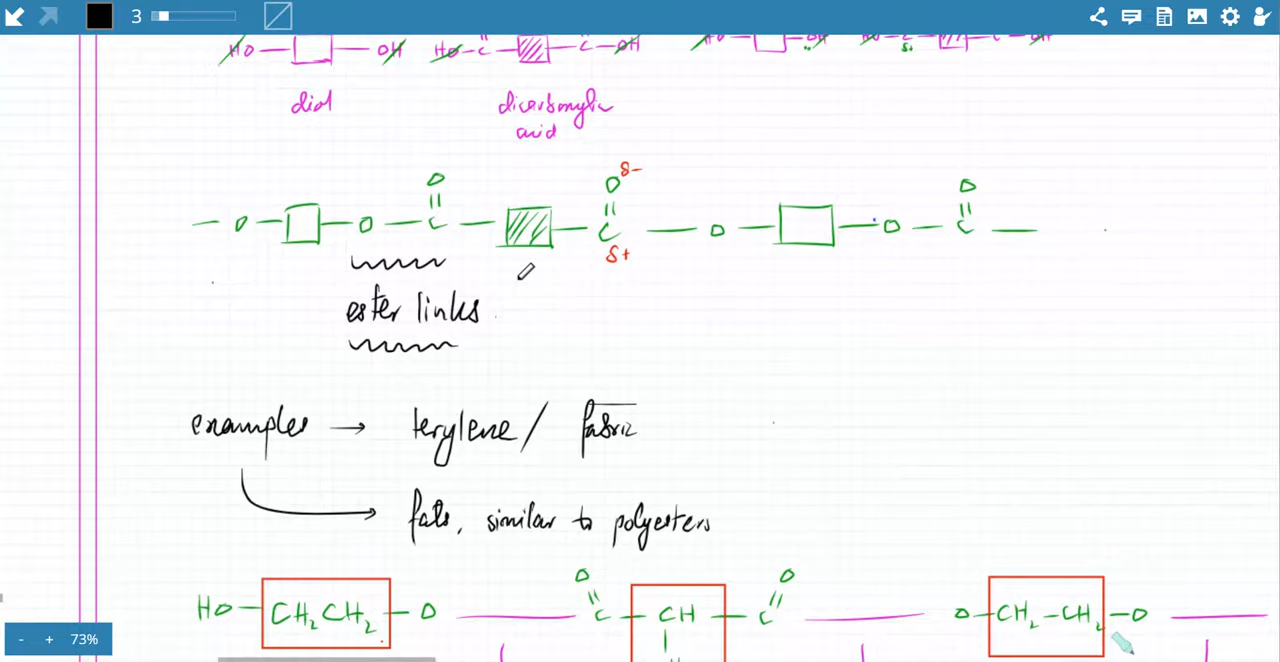 3
HO OH HO C C OH
diol dicarboxylic
acid
O O δ- O
O O C C O O C
δ+
ester links
examples → terylene / fabric
fats, similar to polyesters
O O
HO CH2CH2 O C CH C O CH2-CH2 O
- + 73%